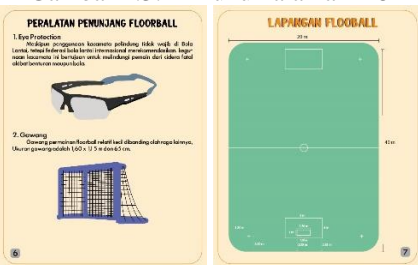 PERALATAN PENUNJANG FLOORBALL
1. Eye Protection
Meskipun penggunaan kacamata pelindung tidak wajib di Bola
Lantai, tetapi federasi bola lantai internasional merekomendasikan.
kacamata ini bertujuan untuk melindungi pemain dari cidera fatal
akibat benturan maupun bola.
2. Gawang
Gawang permainan floorball relatif kecil dibanding olahraga lainnya,
Ukuran gawang adalah 1,60 x 1,15 m dan 65 cm.
6
LAPANGAN FLOOBALL
20 m
40 m
7